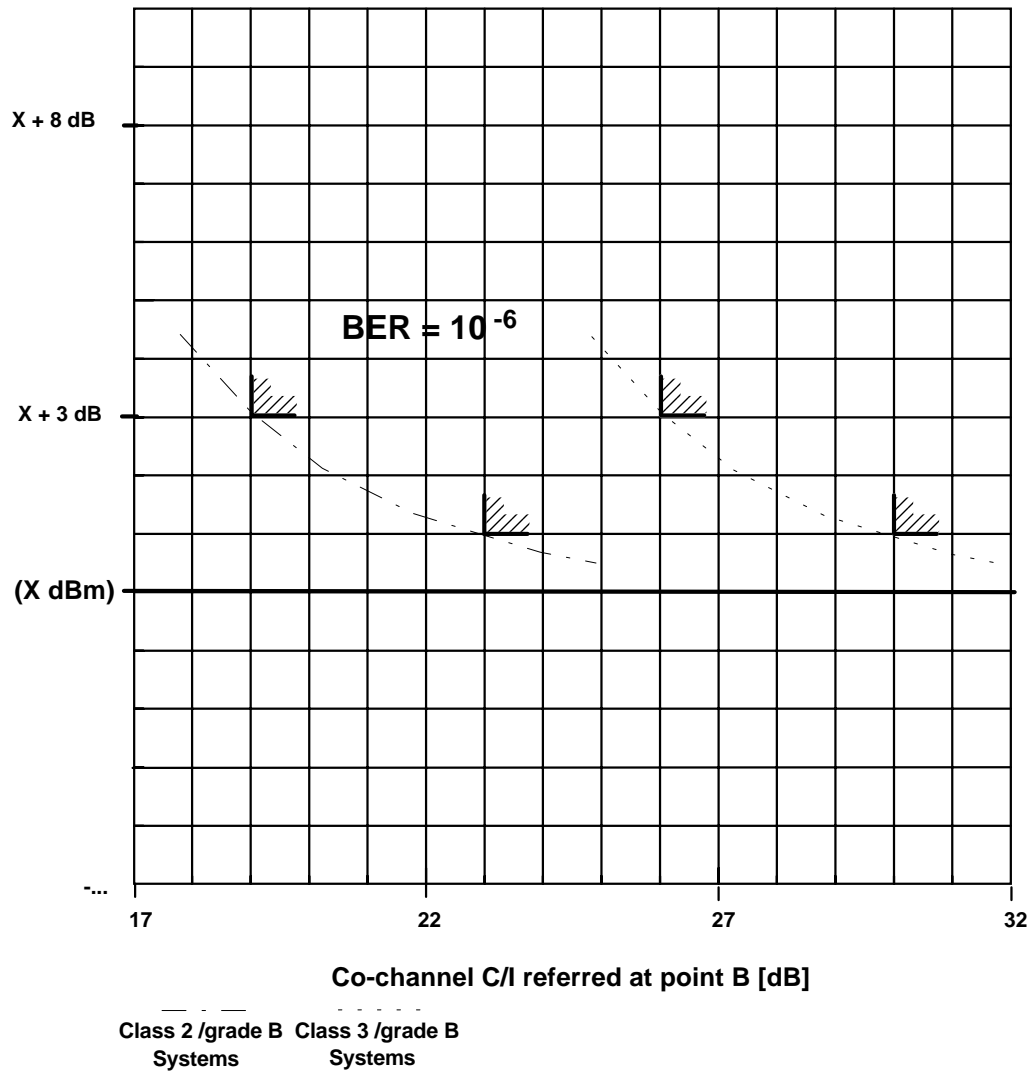 X + 8 dB
BER = 10 -6
X + 3 dB
(X dBm)
-...
17 22 27 32
Co-channel C/I referred at point B [dB]
Class 2 /grade B Class 3 /grade B
Systems Systems